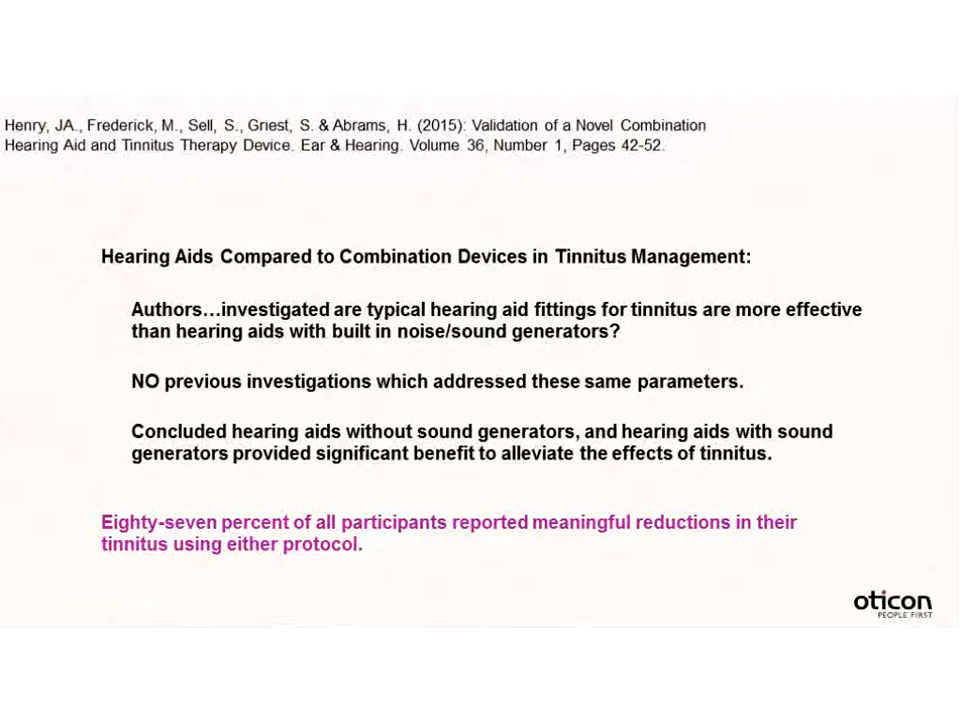 Henry, JA., Frederick, M., Sell, S., Griest, S. & Abrams, H. (2015): Validation of a Novel Combination
Hearing Aid and Tinnitus Therapy Device. Ear & Hearing. Volume 36, Number 1, Pages 42-52.
Hearing Aids Compared to Combination Devices in Tinnitus Management:
Authors…investigated are typical hearing aid fittings for tinnitus are more effective
than hearing aids with built in noise/sound generators?
NO previous investigations which addressed these same parameters.
Concluded hearing aids without sound generators, and hearing aids with sound
generators provided significant benefit to alleviate the effects of tinnitus.
Eighty-seven percent of all participants reported meaningful reductions in their
tinnitus using either protocol.
oticon
PEOPLE FIRST